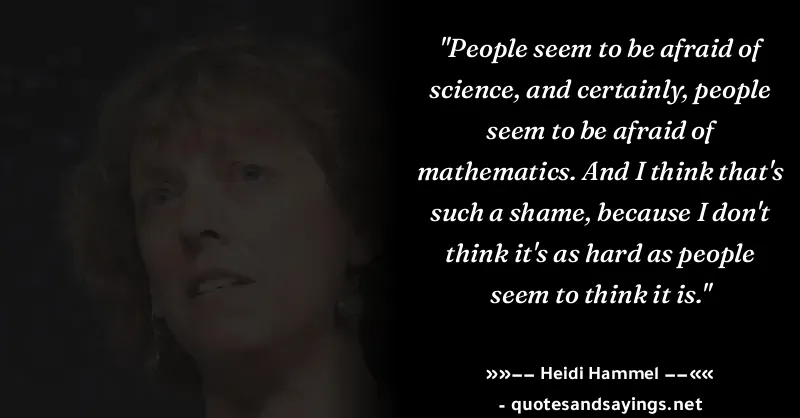 "People seem to be afraid of
science, and certainly, people
seem to be afraid of
mathematics. And I think that's
such a shame, because I don't
think it's as hard as people
seem to think it is."
»»–– Heidi Hammel ––««
- quotesandsayings.net